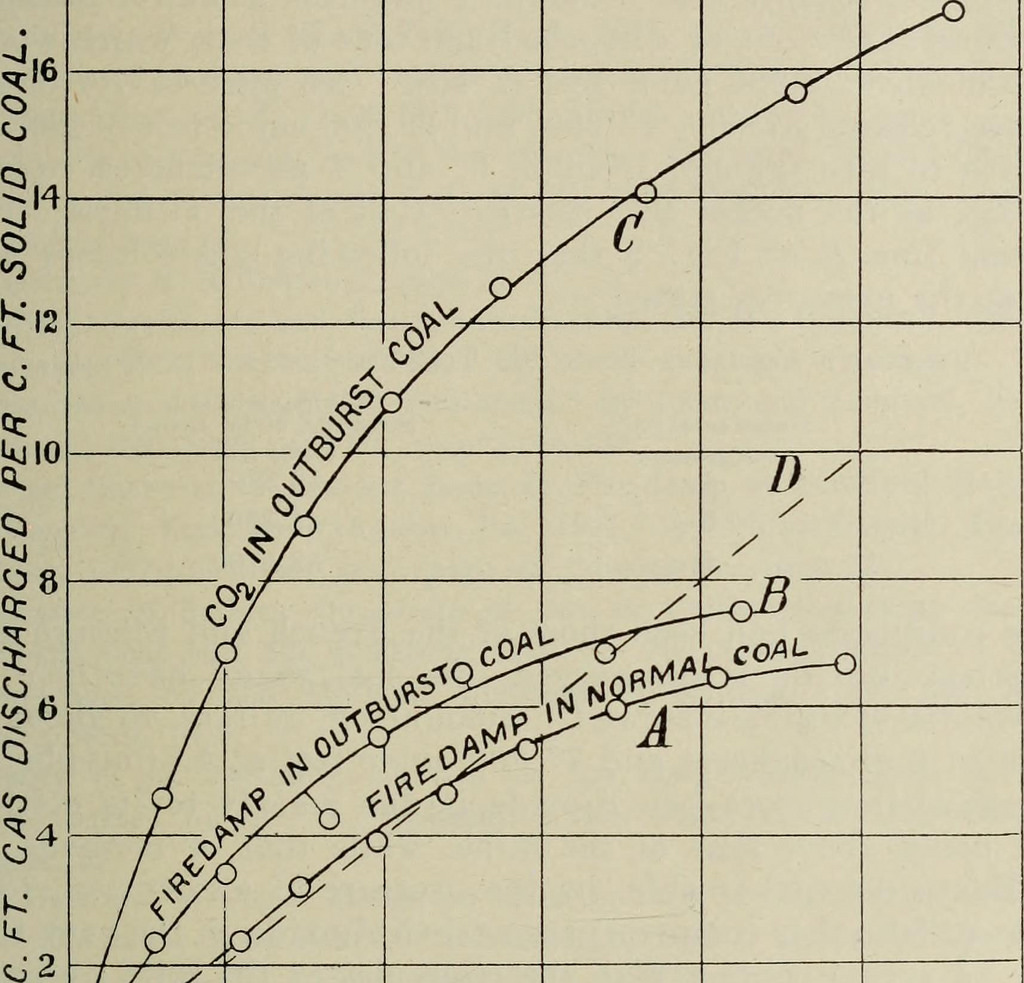 C. FT. GAS DISCHARGED PER C. FT. SOLID COAL.
16
14
C
12
CO2 IN OUTBURST COAL
10
D
8
B
FIREDAMP IN OUTBURST COAL
FIREDAMP IN NORMAL COAL
6
A
4
2